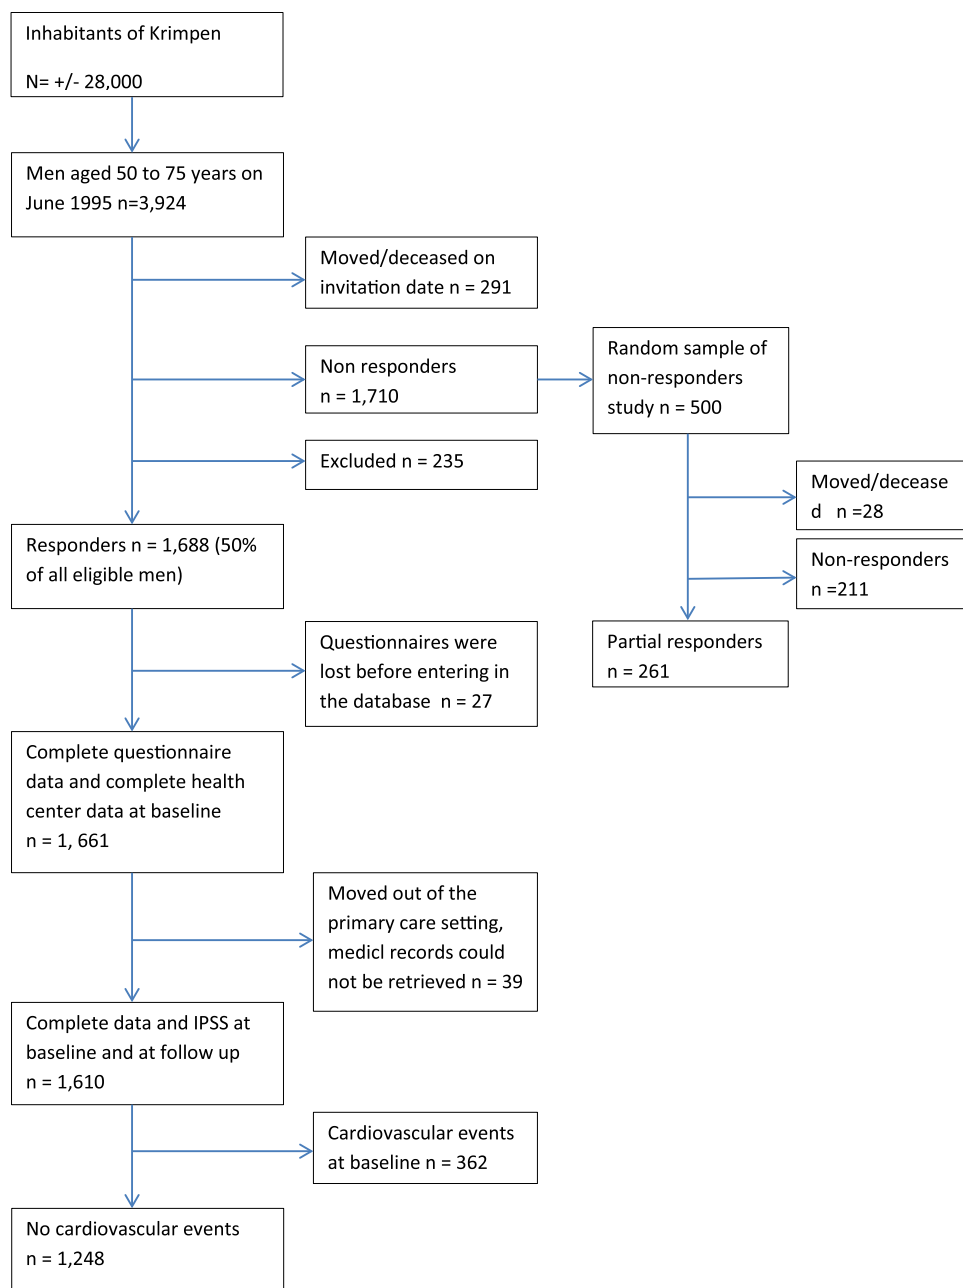 Inhabitants of Krimpen
N= +/- 28,000
Men aged 50 to 75 years on
June 1995 n=3,924
Moved/deceased on
invitation date n = 291
Non responders
n = 1,710
Random sample of
non-responders
study n = 500
Excluded n = 235
Moved/decease
d n =28
Non-responders
n =211
Partial responders
n = 261
Responders n = 1,688 (50%
of all eligible men)
Questionnaires were
lost before entering in
the database n = 27
Complete questionnaire
data and complete health
center data at baseline
n = 1, 661
Moved out of the
primary care setting,
medicl records could
not be retrieved n = 39
Complete data and IPSS at
baseline and at follow up
n = 1,610
Cardiovascular events
at baseline n = 362
No cardiovascular events
n = 1,248